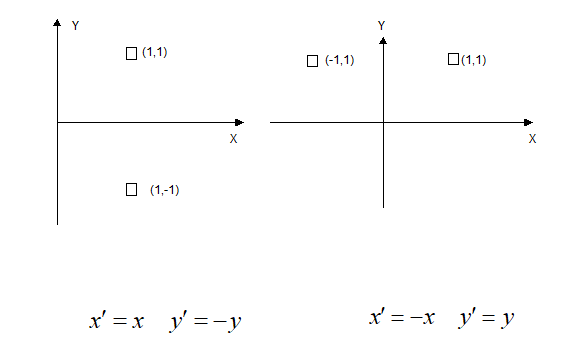 Y
(1,1)
X
(1,-1)
x′ = x y′ = −y
Y
(-1,1)
(1,1)
X
x′ = −x y′ = y